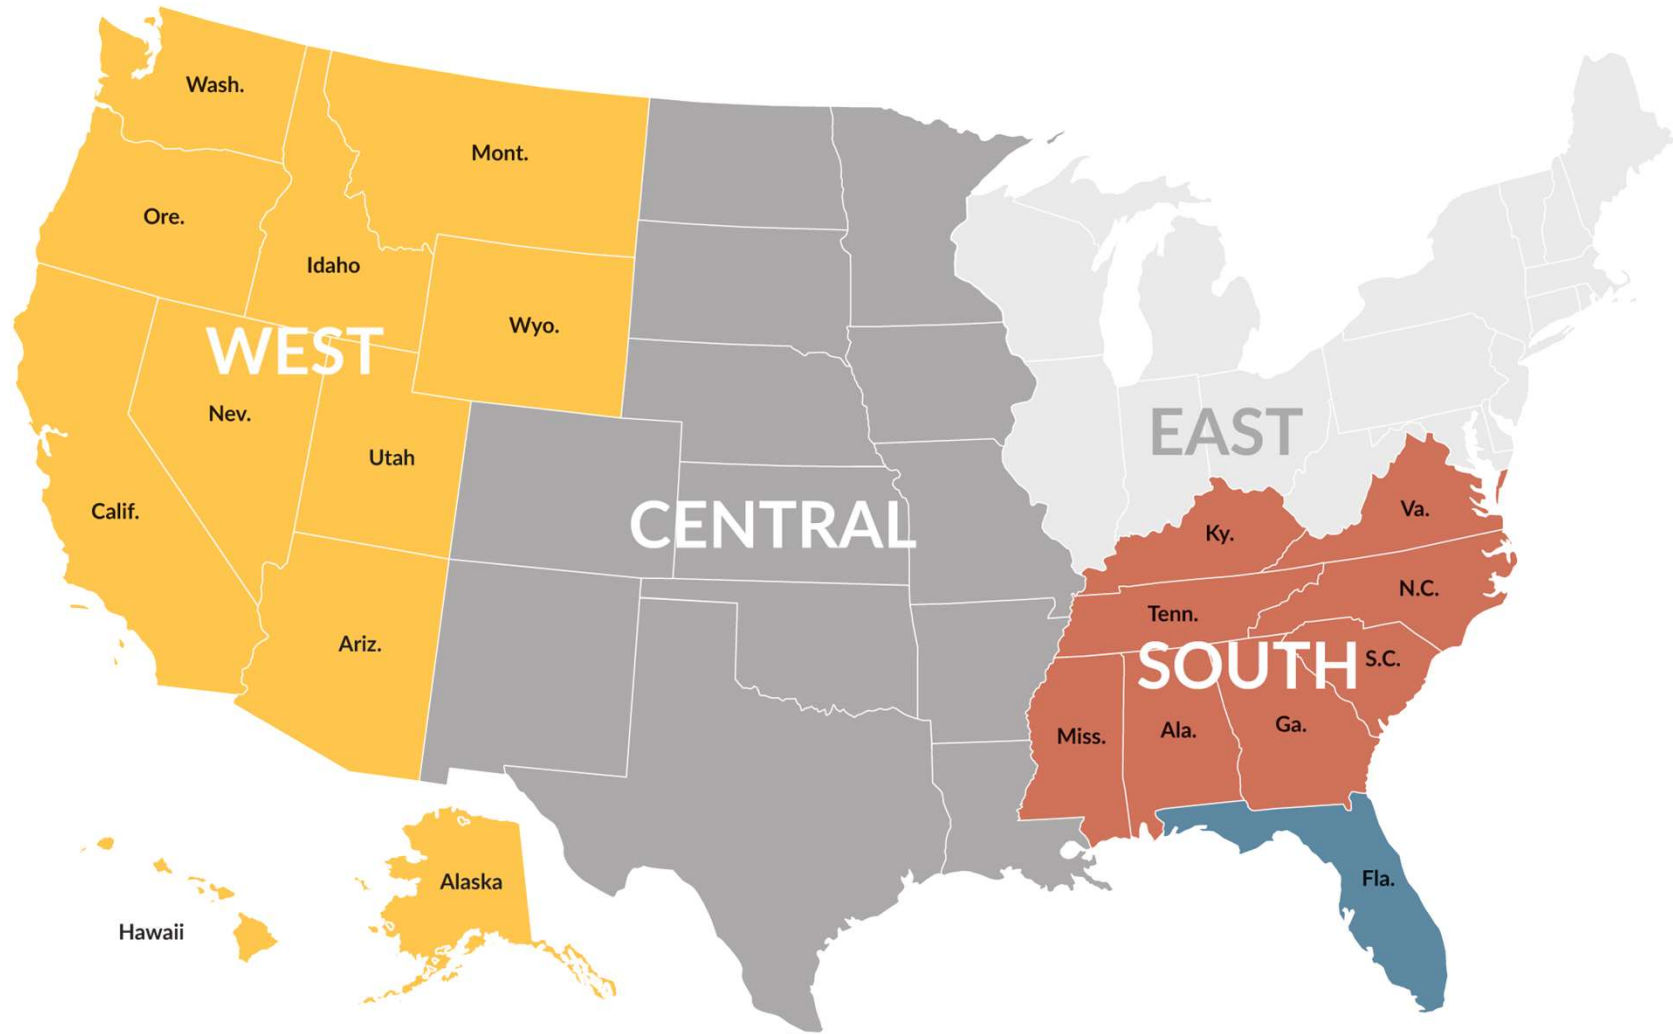 Wash.
Mont.
Ore.
Idaho
Wyo.
WEST
Nev.
EAST
Utah
Calif.
CENTRAL
Va.
Ky.
N.C.
Tenn.
Ariz.
SOUTH
S.C.
Miss.
Ala.
Ga.
Alaska
Fla.
Hawaii